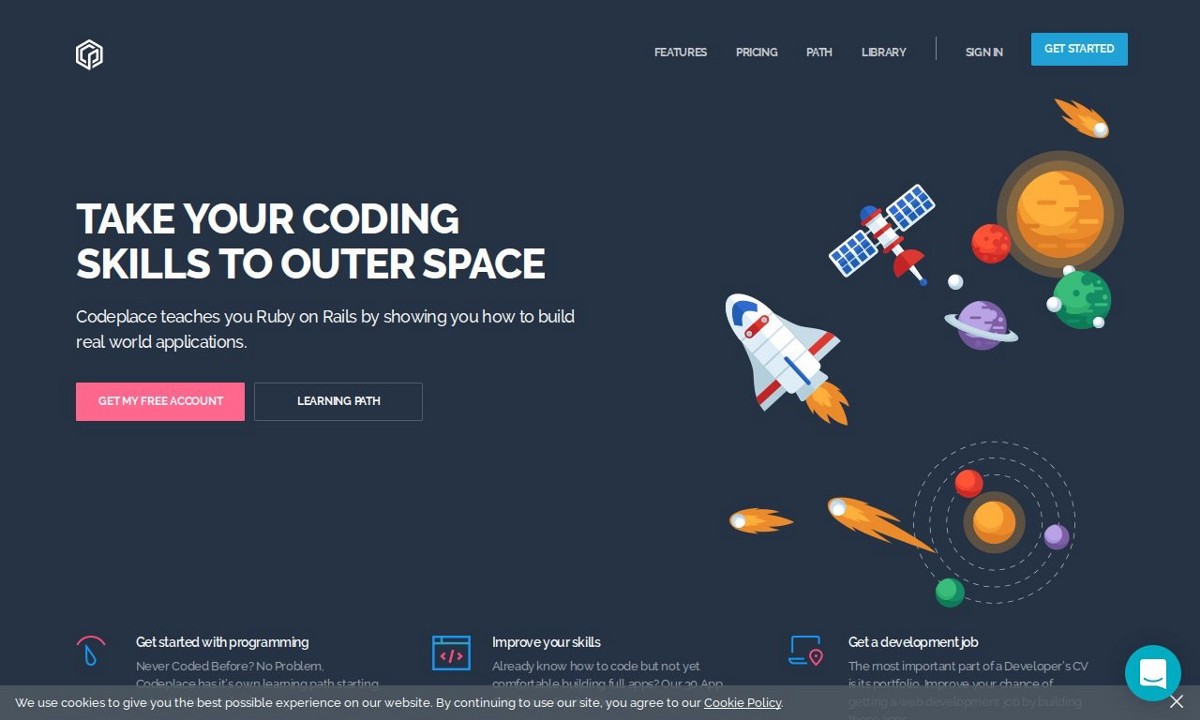 FEATURES PRICING PATH LIBRARY SIGN IN GET STARTED
TAKE YOUR CODING
SKILLS TO OUTER SPACE
Codeplace teaches you Ruby on Rails by showing you how to build
real world applications.
GET MY FREE ACCOUNT LEARNING PATH
Get started with programming
Never Coded Before? No Problem,
Codeplace has it's own learning path starting
Improve your skills
Already know how to code but not yet
comfortable building full apps? Our 30 App
Get a development job
The most important part of a Developer's CV
is its portfolio. Improve your chance of
getting a web development job by building
We use cookies to give you the best possible experience on our website. By continuing to use our site, you agree to our Cookie Policy.